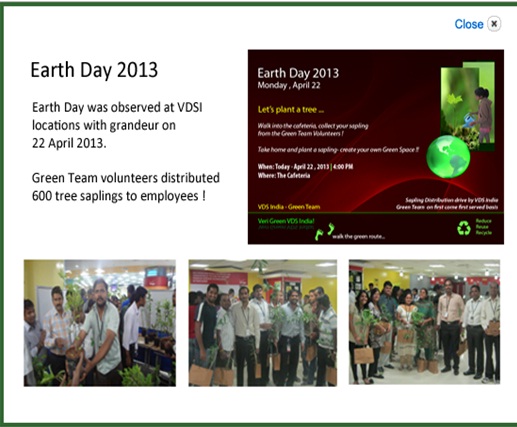 Close
Earth Day 2013
Earth Day was observed at VDSI
locations with grandeur on
22 April 2013.
Green Team volunteers distributed
600 tree saplings to employees !
Earth Day 2013
Monday , April 22
Let's plant a tree ...
Walk into the cafeteria, collect your sapling
from the Green Team Volunteers !
Take home and plant a sapling- create your own Green Space !!
When: Today - April 22 , 2013 | 4:00 PM
Where: The Cafeteria
VDS India - Green Team
Sapling Distribution drive by VDS India
Green Team on first come first served basis
Veri Green VDS India!
walk the green route...
Reduce
Reuse
Recycle